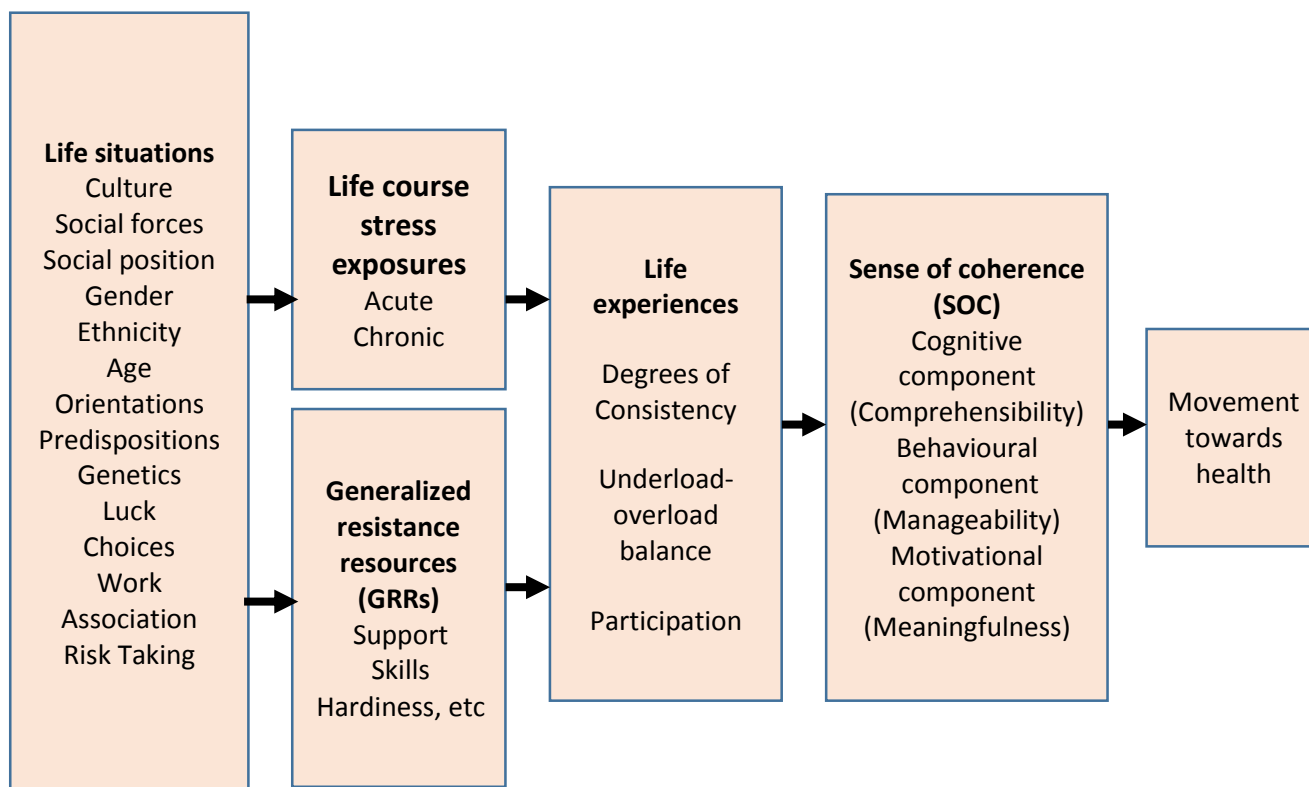 Life situations
Culture
Social forces
Social position
Gender
Ethnicity
Age
Orientations
Predispositions
Genetics
Luck
Choices
Work
Association
Risk Taking
Life course
stress
exposures
Acute
Chronic
Generalized
resistance
resources
(GRRs)
Support
Skills
Hardiness, etc
Life
experiences
Degrees of
Consistency
Underload-
overload
balance
Participation
Sense of coherence
(SOC)
Cognitive
component
(Comprehensibility)
Behavioural
component
(Manageability)
Motivational
component
(Meaningfulness)
Movement
towards
health